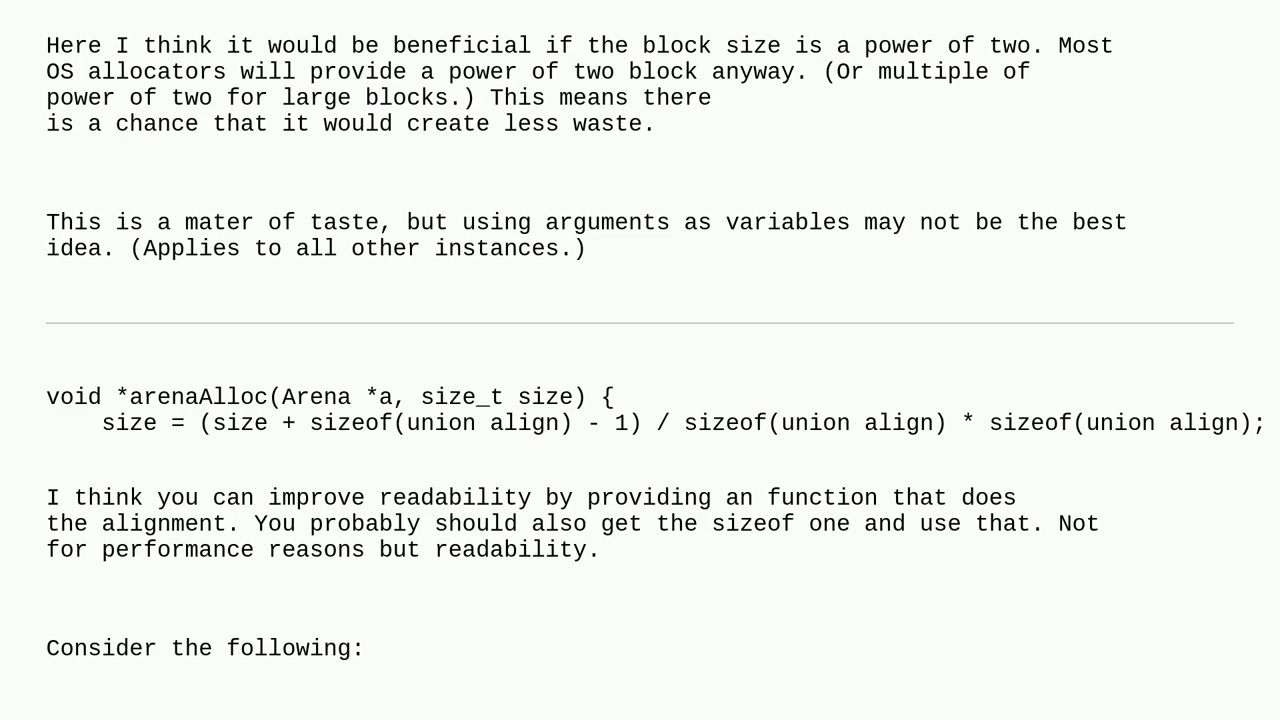 Here I think it would be beneficial if the block size is a power of two. Most
OS allocators will provide a power of two block anyway. (Or multiple of
power of two for large blocks.) This means there
is a chance that it would create less waste.
This is a mater of taste, but using arguments as variables may not be the best
idea. (Applies to all other instances.)
void *arenaAlloc(Arena *a, size_t size) {
    size = (size + sizeof(union align) - 1) / sizeof(union align) * sizeof(union align);
I think you can improve readability by providing an function that does
the alignment. You probably should also get the sizeof one and use that. Not
for performance reasons but readability.
Consider the following: